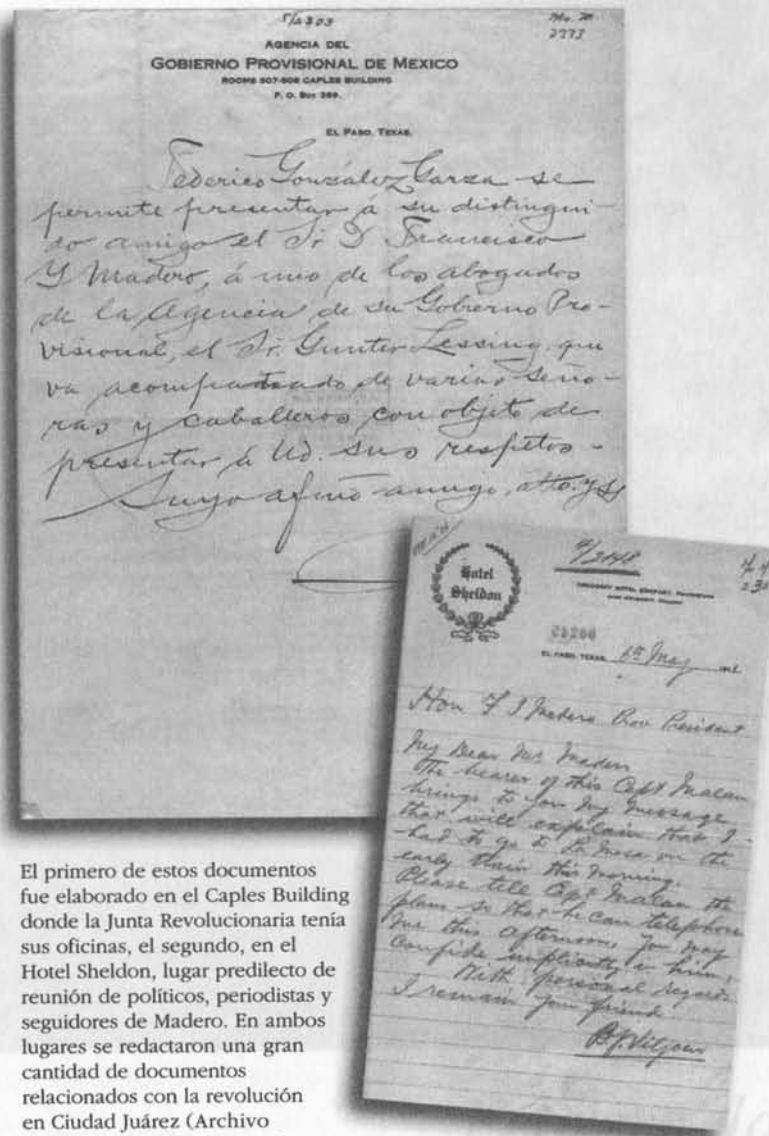 5/2303
2773
AGENCIA DEL
GOBIERNO PROVISIONAL DE MEXICO
ROOMS 507-508 CAPLES BUILDING
P. O. BOX
EL PASO, TEXAS.
Federico González Garza se
permite presentar á su distingui-
do amigo el Sr. D. Francisco
Y Madero, á uno de los abogados
de la Agencia de su Gobierno Pro-
visional, el Sr. Gunter Lessing, que
va acompañado de varias seño-
ras y caballeros con objeto de
presentar á Ud. sus respetos -
Suyo afmo amigo, atto. y SS
Hotel
Sheldon
EL PASO, TEXAS, 6th May 191
Hon F I Madero Prov President
My Dear Mr Madero
The bearer of this Capt Malan
brings to you my message
that will explain that I
had to go to La Mesa on the
early train this morning.
Please tell Capt Malan the
plans so that he can telephone
me this afternoon, you may
confide implicitly in him.
With personal regards
I remain your friend
B J Viljoen
El primero de estos documentos
fue elaborado en el Caples Building
donde la Junta Revolucionaria tenía
sus oficinas, el segundo, en el
Hotel Sheldon, lugar predilecto de
reunión de políticos, periodistas y
seguidores de Madero. En ambos
lugares se redactaron una gran
cantidad de documentos
relacionados con la revolución
en Ciudad Juárez (Archivo